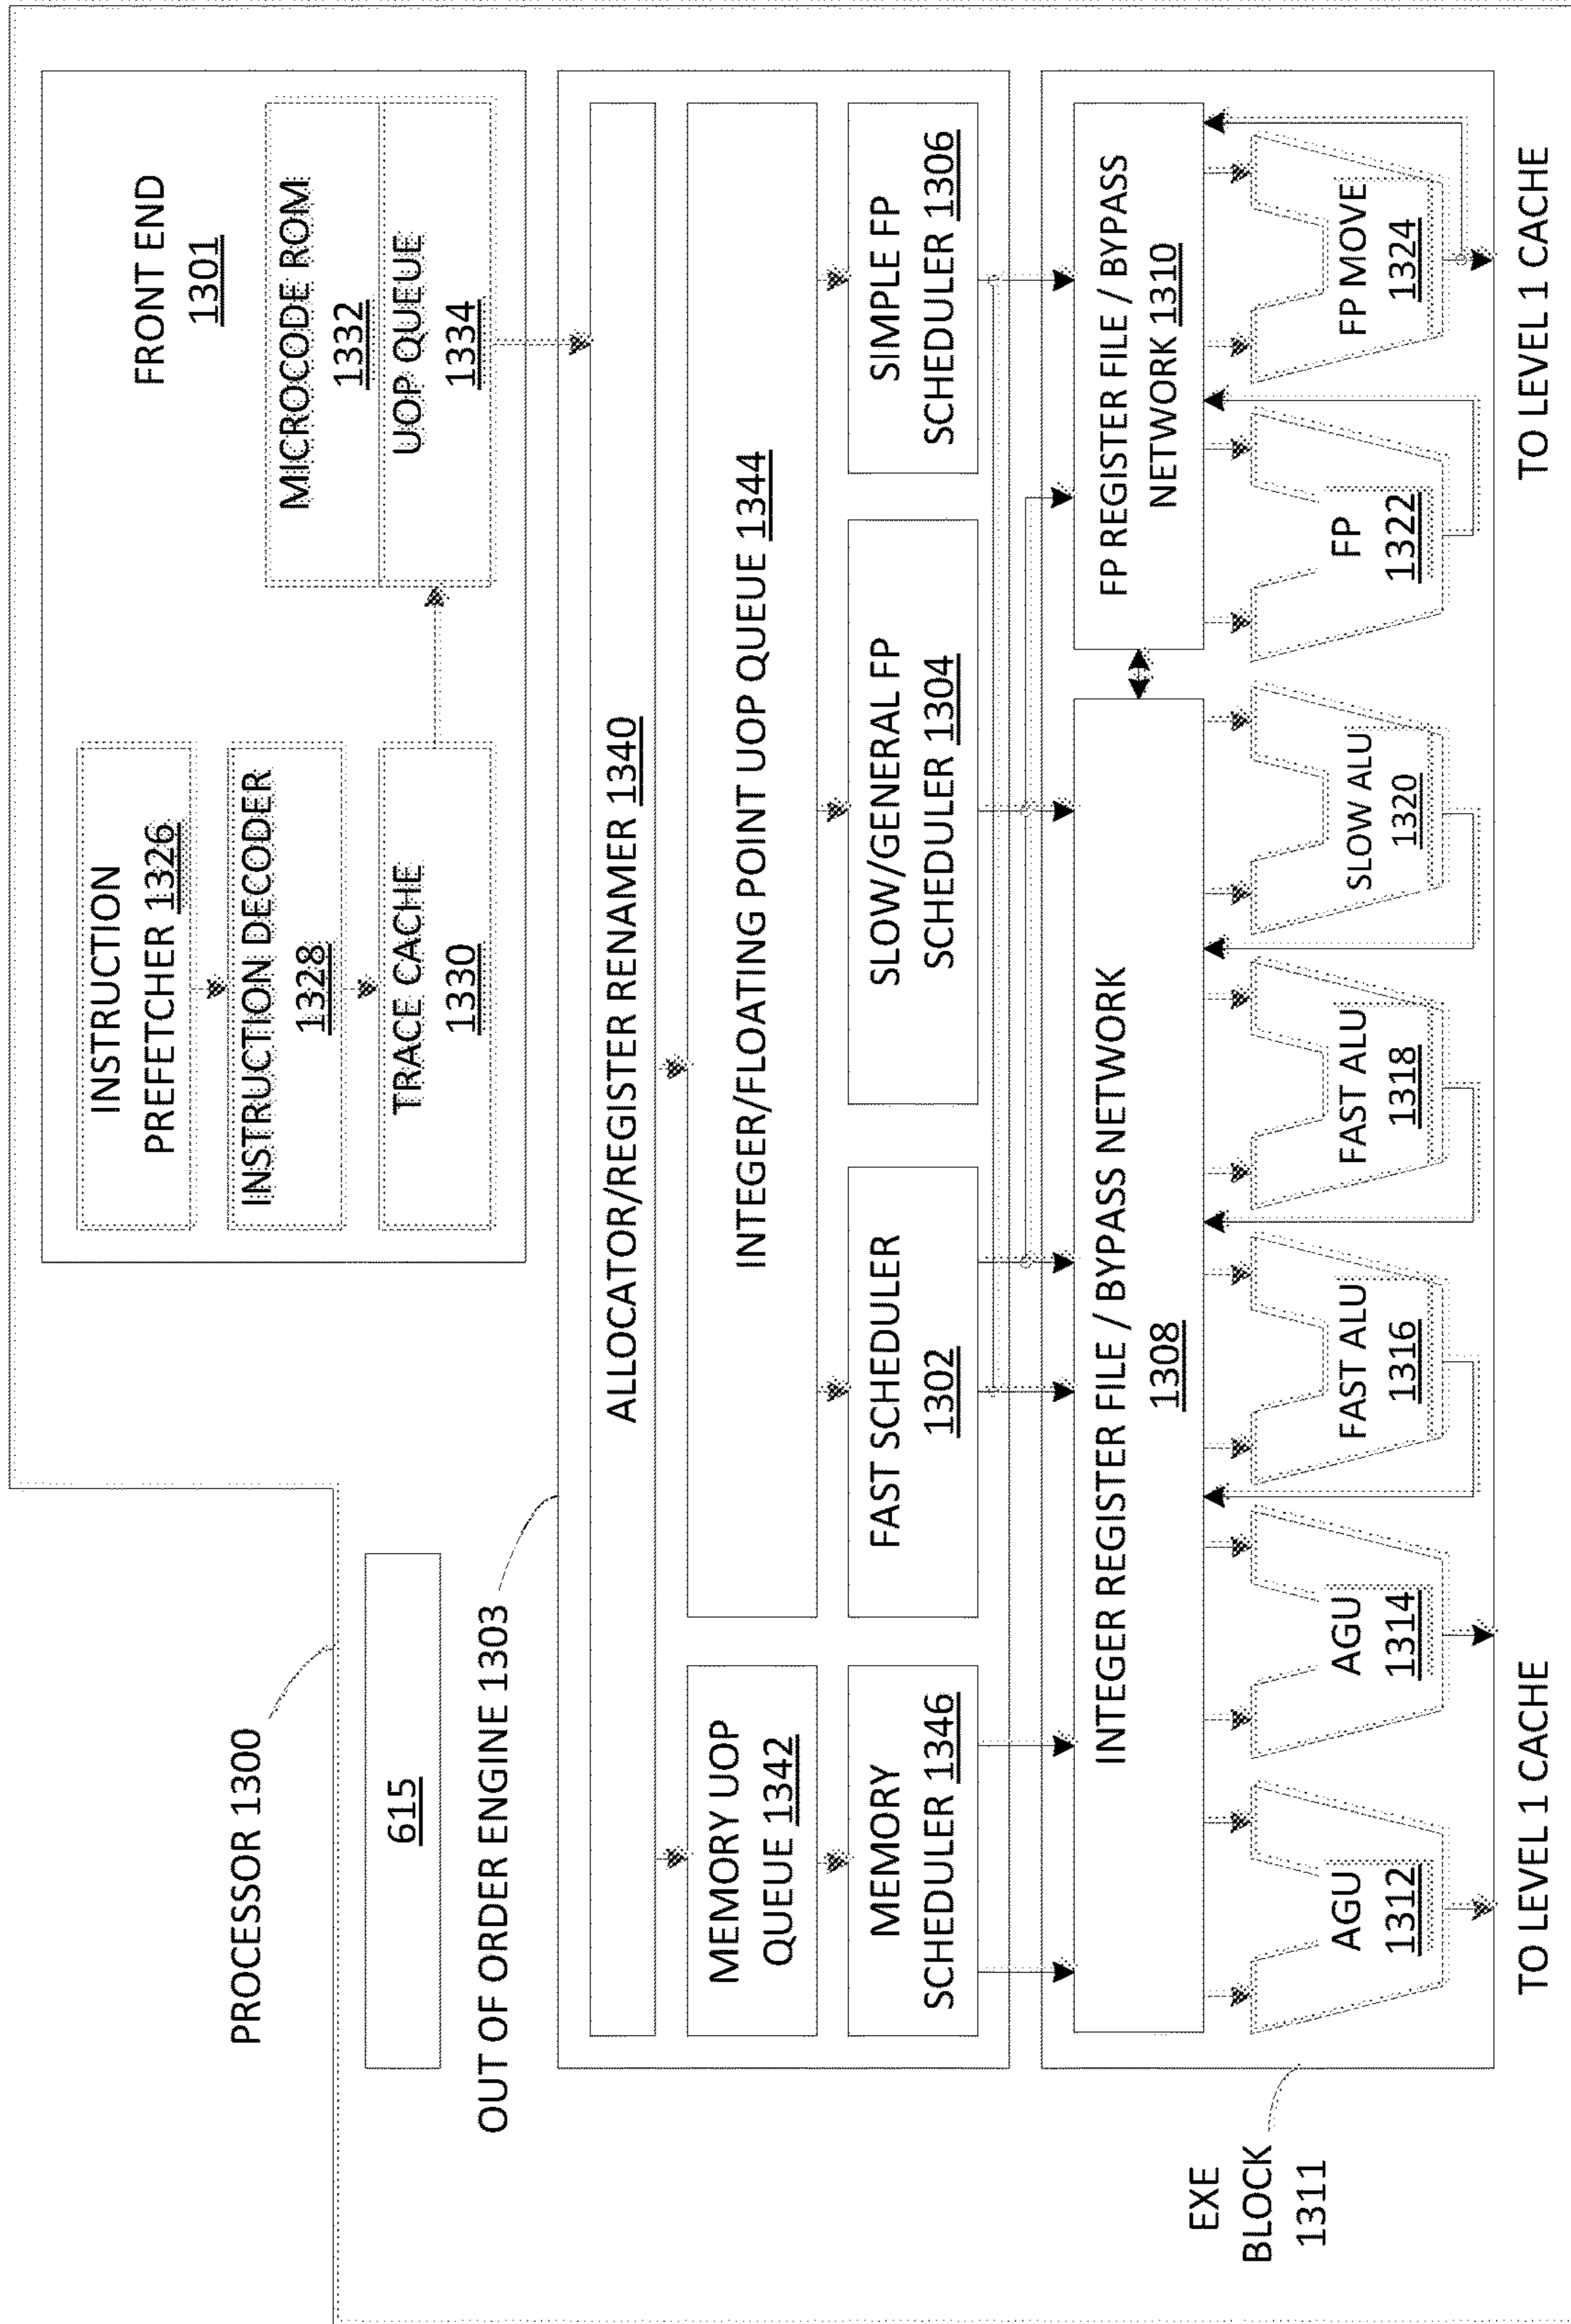 PROCESSOR 1300
FRONT END
1301
INSTRUCTION
PREFETCHER 1326
INSTRUCTION DECODER
1328
TRACE CACHE
1330
MICROCODE ROM
1332
UOP QUEUE
1334
615
OUT OF ORDER ENGINE 1303
ALLOCATOR/REGISTER RENAMER 1340
MEMORY UOP
QUEUE 1342
INTEGER/FLOATING POINT UOP QUEUE 1344
MEMORY
SCHEDULER 1346
FAST SCHEDULER
1302
SLOW/GENERAL FP
SCHEDULER 1304
SIMPLE FP
SCHEDULER 1306
EXE
BLOCK
1311
INTEGER REGISTER FILE / BYPASS NETWORK
1308
FP REGISTER FILE / BYPASS
NETWORK 1310
AGU
1312
AGU
1314
FAST ALU
1316
FAST ALU
1318
SLOW ALU
1320
FP
1322
FP MOVE
1324
TO LEVEL 1 CACHE
TO LEVEL 1 CACHE